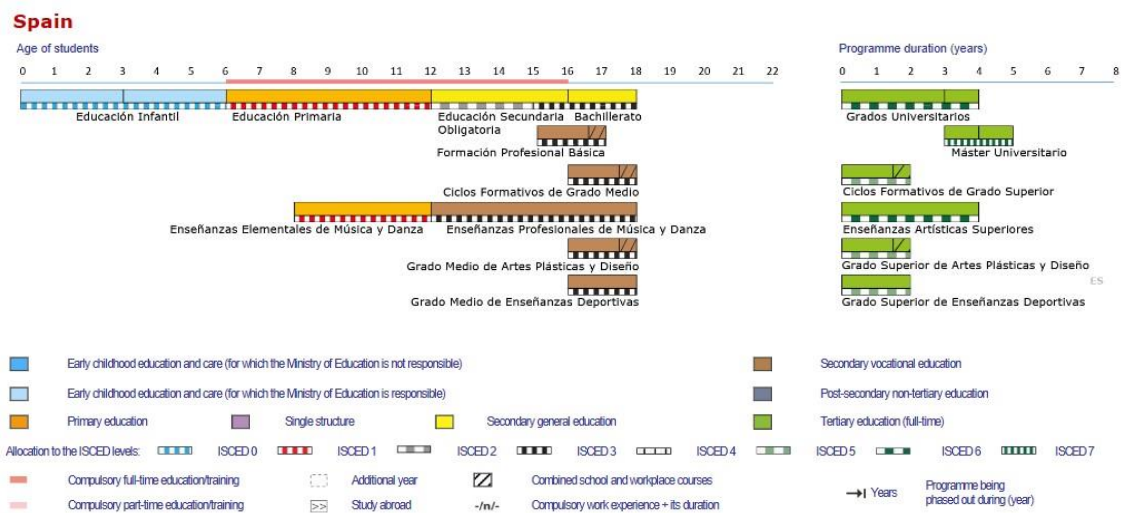 Spain
Age of students
Programme duration (years)
0 1 2 3 4 5 6 7 8 9 10 11 12 13 14 15 16 17 18 19 20 21 22
0 1 2 3 4 5 6 7 8
Educación Infantil
Educación Primaria
Educación Secundaria
Obligatoria
Bachillerato
Grados Universitarios
Formación Profesional Básica
Máster Universitario
Ciclos Formativos de Grado Medio
Ciclos Formativos de Grado Superior
Enseñanzas Elementales de Música y Danza
Enseñanzas Profesionales de Música y Danza
Enseñanzas Artísticas Superiores
Grado Medio de Artes Plásticas y Diseño
Grado Superior de Artes Plásticas y Diseño
ES
Grado Medio de Enseñanzas Deportivas
Grado Superior de Enseñanzas Deportivas
Early childhood education and care (for which the Ministry of Education is not responsible)
Secondary vocational education
Early childhood education and care (for which the Ministry of Education is responsible)
Post-secondary non-tertiary education
Primary education
Single structure
Secondary general education
Tertiary education (full-time)
Allocation to the ISCED levels:
ISCED 0
ISCED 1
ISCED 2
ISCED 3
ISCED 4
ISCED 5
ISCED 6
ISCED 7
Compulsory full-time education/training
Additional year
Combined school and workplace courses
Years
Programme being
phased out during (year)
Compulsory part-time education/training
>> Study abroad
-/n/- Compulsory work experience + its duration